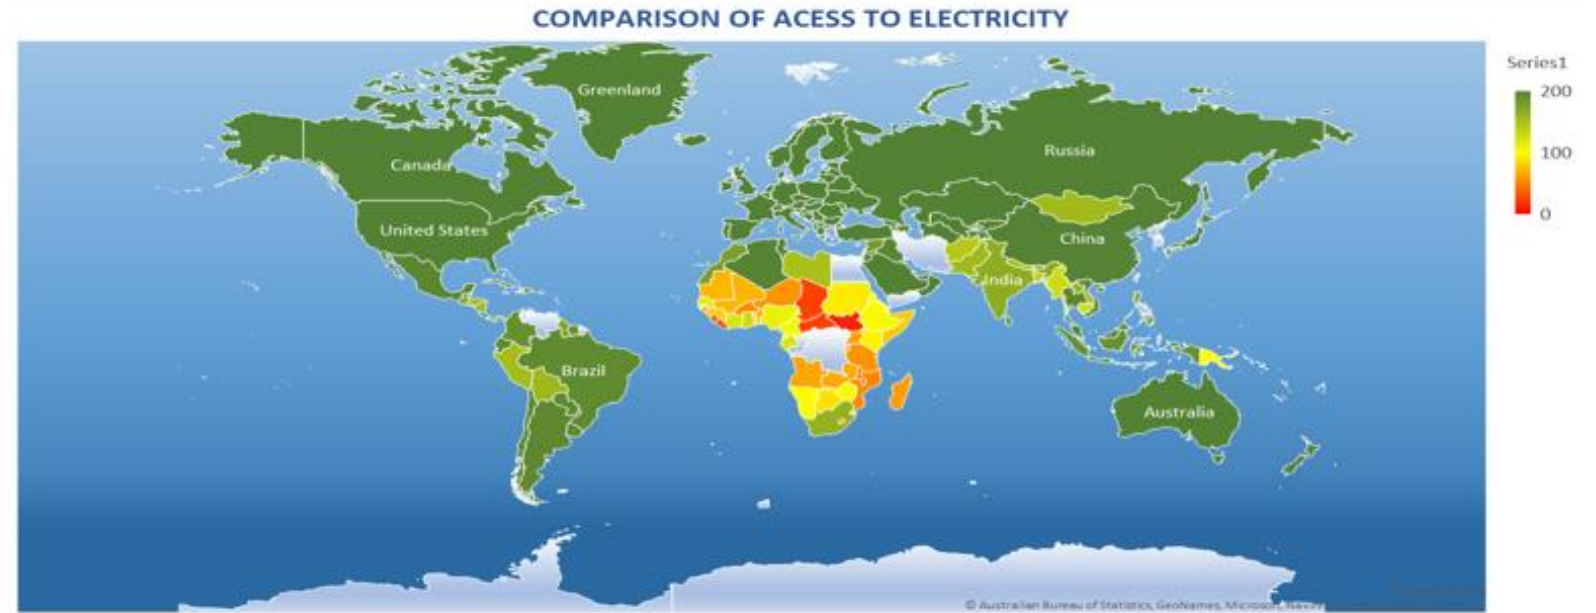 COMPARISON OF ACESS TO ELECTRICITY
Series1
200
100
0
Greenland
Canada
Russia
United States
China
India
Brazil
Australia
© Australian Bureau of Statistics, GeoNames, Microsoft, Navinfo